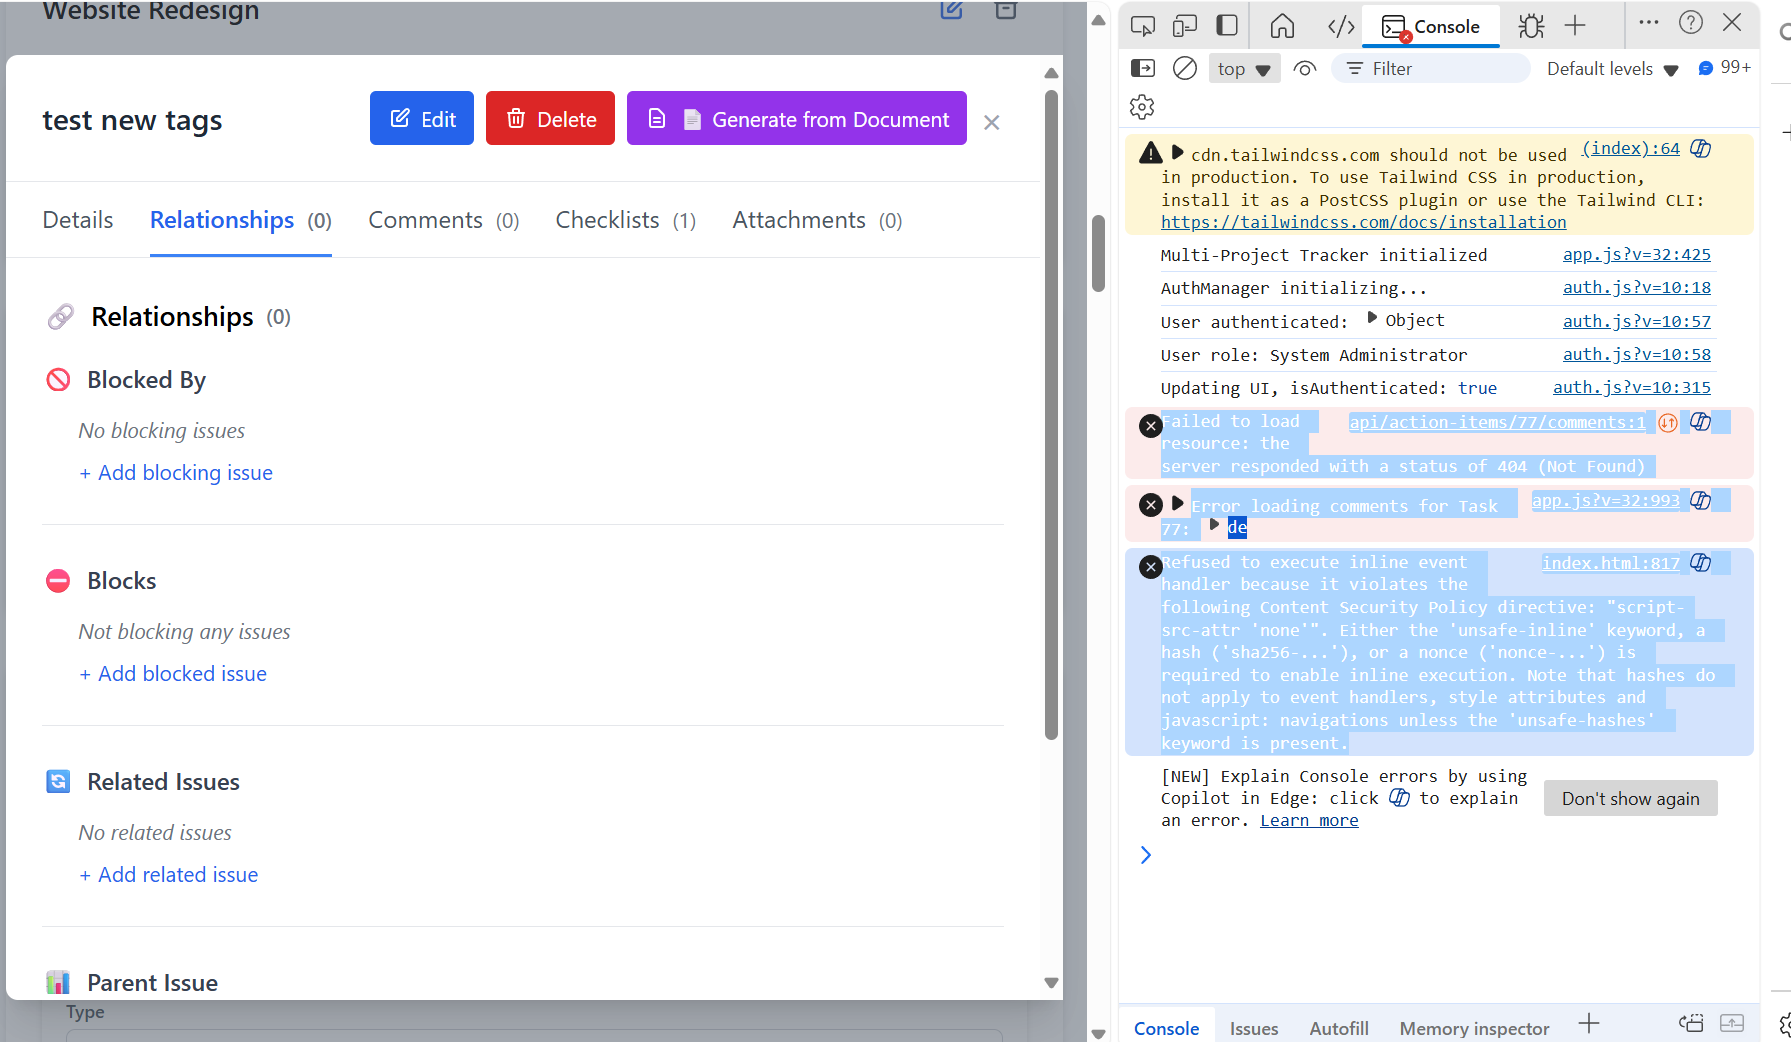 Website Redesign
test new tags
Edit
Delete
Generate from Document
Details
Relationships (0)
Comments (0)
Checklists (1)
Attachments (0)
Relationships (0)
Blocked By
No blocking issues
+ Add blocking issue
Blocks
Not blocking any issues
+ Add blocked issue
Related Issues
No related issues
+ Add related issue
Parent Issue
Type
Console
top
Filter
Default levels
99+
cdn.tailwindcss.com should not be used (index):64
in production. To use Tailwind CSS in production,
install it as a PostCSS plugin or use the Tailwind CLI:
https://tailwindcss.com/docs/installation
Multi-Project Tracker initialized app.js?v=32:425
AuthManager initializing... auth.js?v=10:18
User authenticated: Object auth.js?v=10:57
User role: System Administrator auth.js?v=10:58
Updating UI, isAuthenticated: true auth.js?v=10:315
Failed to load api/action-items/77/comments:1
resource: the
server responded with a status of 404 (Not Found)
Error loading comments for Task app.js?v=32:993
77: de
Refused to execute inline event index.html:817
handler because it violates the
following Content Security Policy directive: "script-
src-attr 'none'". Either the 'unsafe-inline' keyword, a
hash ('sha256-...'), or a nonce ('nonce-...') is
required to enable inline execution. Note that hashes do
not apply to event handlers, style attributes and
javascript: navigations unless the 'unsafe-hashes'
keyword is present.
[NEW] Explain Console errors by using
Copilot in Edge: click to explain
an error. Learn more
Don't show again
Console
Issues
Autofill
Memory inspector